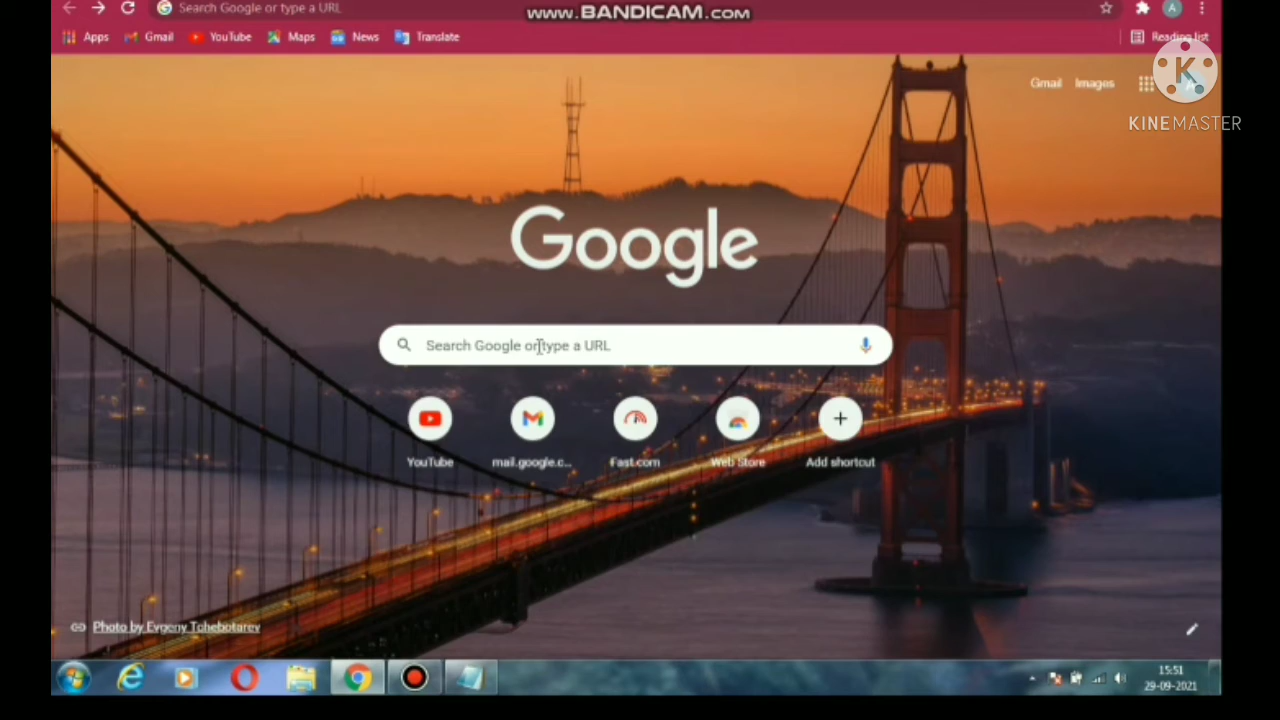 Search Google or type a URL
www.BANDICAM.com
A
Apps
Gmail
YouTube
Maps
News
Translate
Reading list
Gmail
Images
K
KINEMASTER
Google
Search Google or type a URL
YouTube
mail.google.c...
Fast.com
Web Store
Add shortcut
Photo by Evgeny Tchebotarev
15:51
29-09-2021